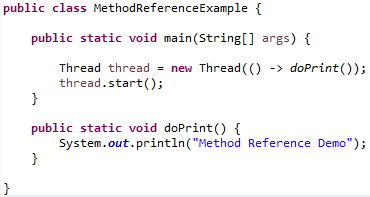 public class MethodReferenceExample {
public static void main(String[] args) {
Thread thread = new Thread(() -> doPrint());
thread.start();
}
public static void doPrint() {
System.out.println("Method Reference Demo");
}
}